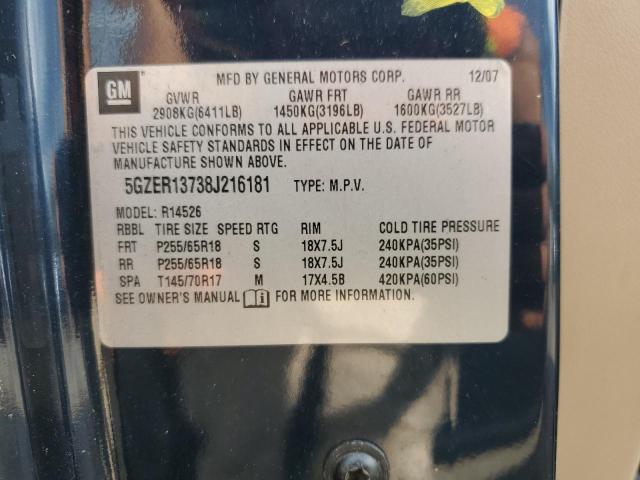 GM
MFD BY GENERAL MOTORS CORP. 12/07
GVWR GAWR FRT GAWR RR
2908KG(6411LB) 1450KG(3196LB) 1600KG(3527LB)
THIS VEHICLE CONFORMS TO ALL APPLICABLE U.S. FEDERAL MOTOR
VEHICLE SAFETY STANDARDS IN EFFECT ON THE DATE OF
MANUFACTURE SHOWN ABOVE.
5GZER13738J216181 TYPE: M.P.V.
MODEL: R14526
RBBL TIRE SIZE SPEED RTG RIM COLD TIRE PRESSURE
FRT P255/65R18 S 18X7.5J 240KPA(35PSI)
RR P255/65R18 S 18X7.5J 240KPA(35PSI)
SPA T145/70R17 M 17X4.5B 420KPA(60PSI)
SEE OWNER'S MANUAL FOR MORE INFORMATION.